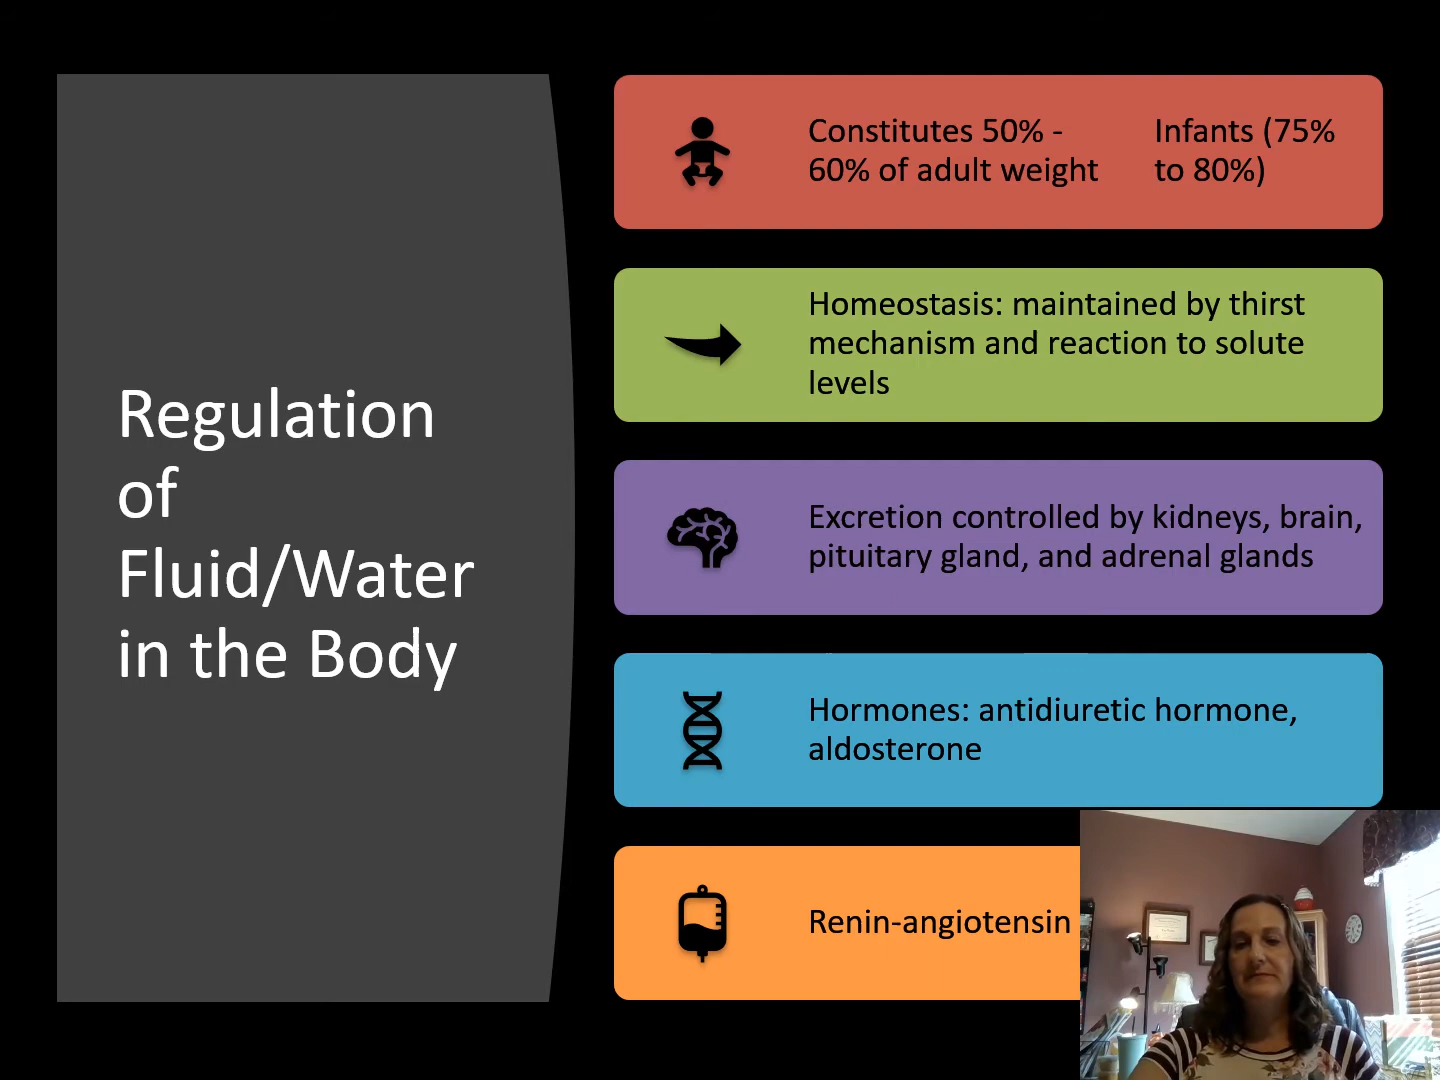 Regulation
of
Fluid/Water
in the Body
Constitutes 50% -
60% of adult weight
Infants (75%
to 80%)
Homeostasis: maintained by thirst
mechanism and reaction to solute
levels
Excretion controlled by kidneys, brain,
pituitary gland, and adrenal glands
Hormones: antidiuretic hormone,
aldosterone
Renin-angiotensin